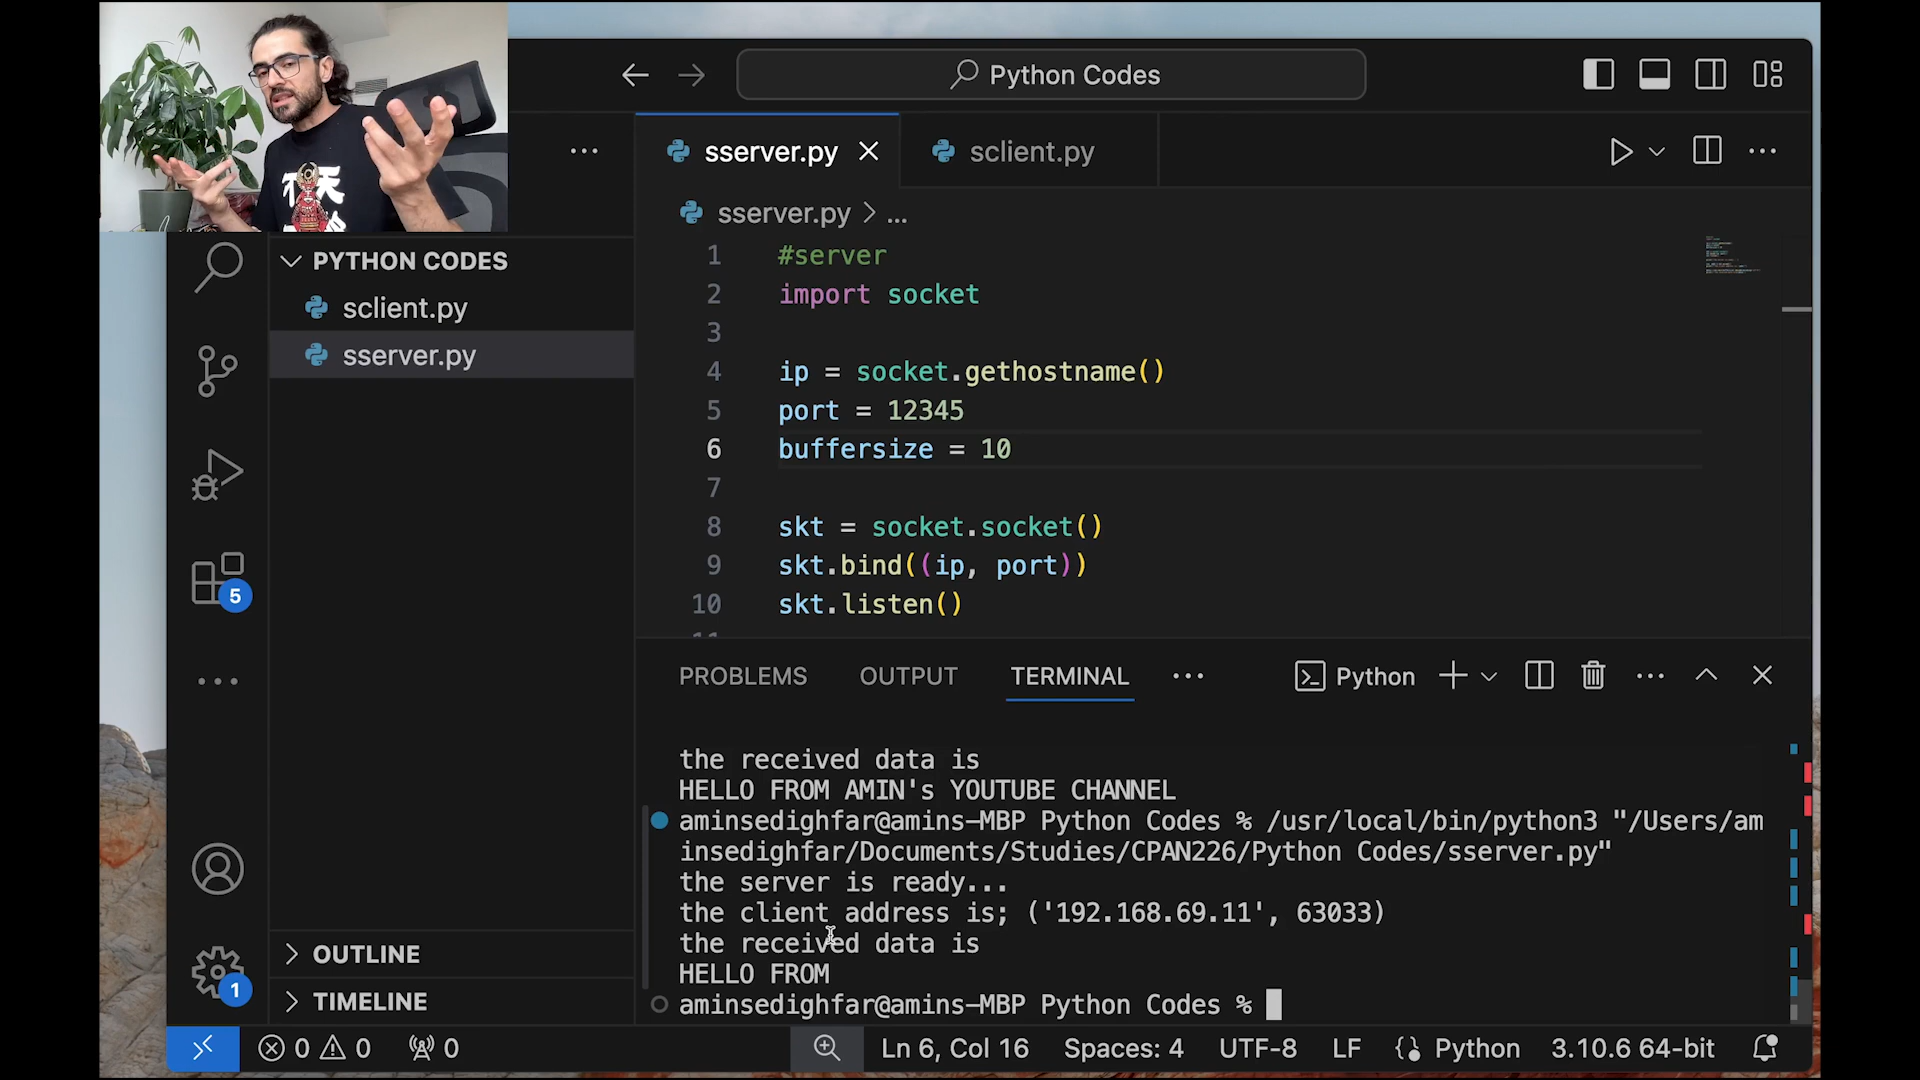 Python Codes
sserver.py
sclient.py
sserver.py > ...
PYTHON CODES
sclient.py
sserver.py
5
OUTLINE
1
TIMELINE
1 #server
2 import socket
3
4 ip = socket.gethostname()
5 port = 12345
6 buffersize = 10
7
8 skt = socket.socket()
9 skt.bind((ip, port))
10 skt.listen()
PROBLEMS OUTPUT TERMINAL ... Python
the received data is
HELLO FROM AMIN's YOUTUBE CHANNEL
aminsedighfar@amins-MBP Python Codes % /usr/local/bin/python3 "/Users/am
insedighfar/Documents/Studies/CPAN226/Python Codes/sserver.py"
the server is ready...
the client address is; ('192.168.69.11', 63033)
the received data is
HELLO FROM
aminsedighfar@amins-MBP Python Codes %
0 0 0 Ln 6, Col 16 Spaces: 4 UTF-8 LF Python 3.10.6 64-bit